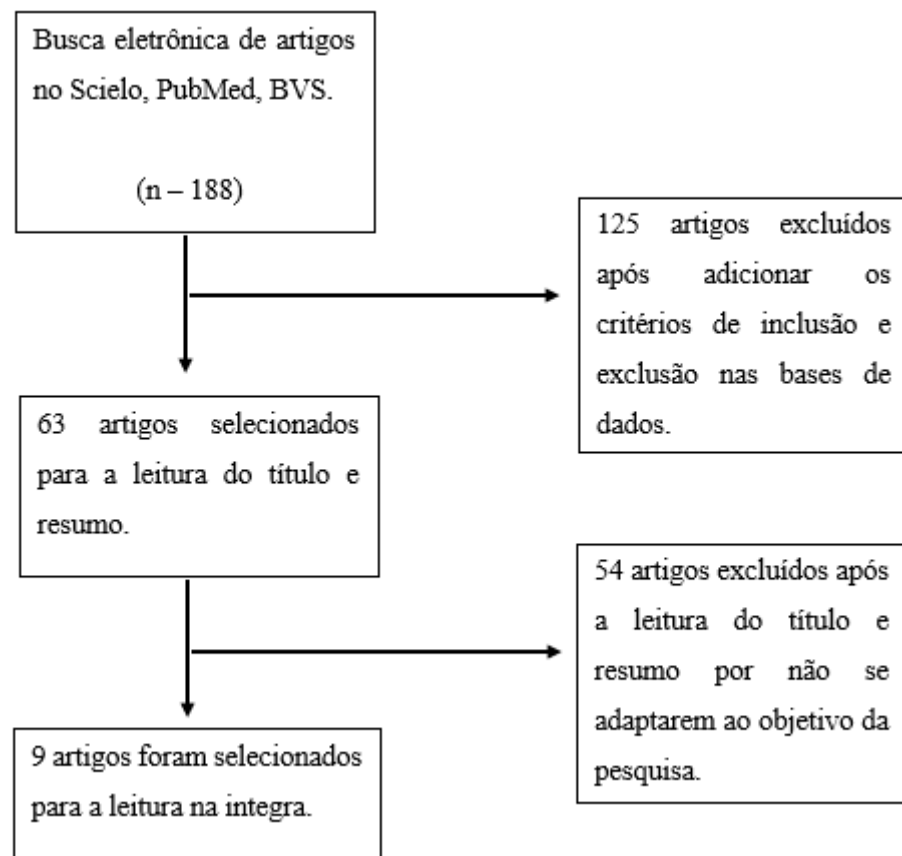 Busca eletrônica de artigos
no Scielo, PubMed, BVS.
(n – 188)
125 artigos excluídos
após adicionar os
critérios de inclusão e
exclusão nas bases de
dados.
63 artigos selecionados
para a leitura do título e
resumo.
54 artigos excluídos após
a leitura do título e
resumo por não se
adaptarem ao objetivo da
pesquisa.
9 artigos foram selecionados
para a leitura na integra.